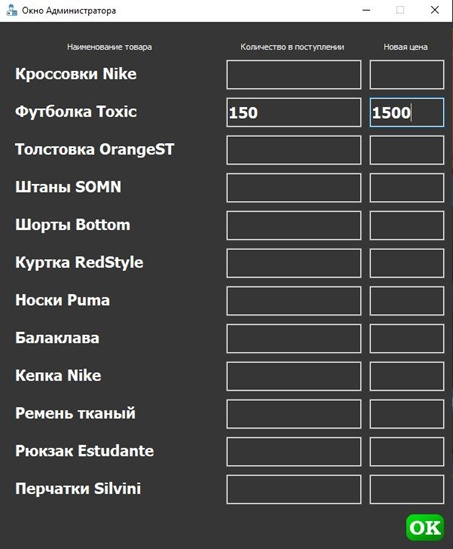 Окно Администратора
Наименование товара Количество в поступлении Новая цена
Кроссовки Nike
Футболка Toxic 150 1500
Толстовка OrangeST
Штаны SOMN
Шорты Bottom
Куртка RedStyle
Носки Puma
Балаклава
Кепка Nike
Ремень тканый
Рюкзак Estudante
Перчатки Silvini
OK